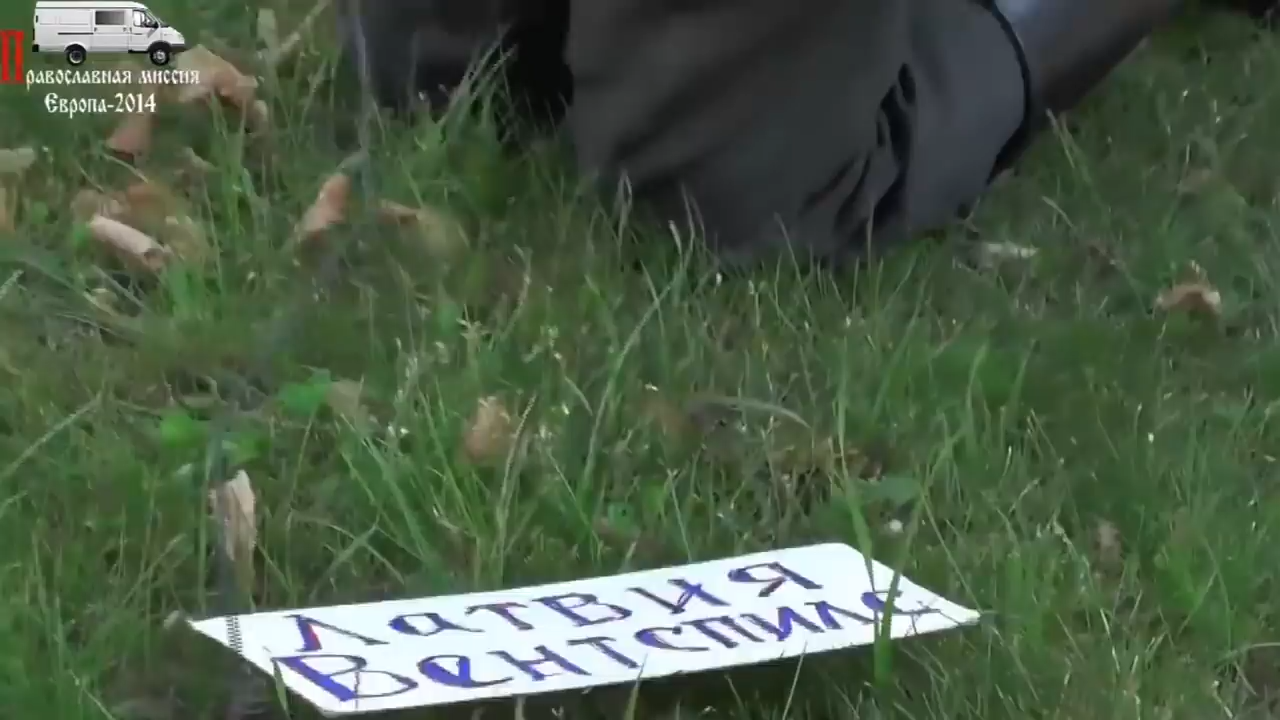 Православная миссия
Европа-2014
Латвия
Вентспилс